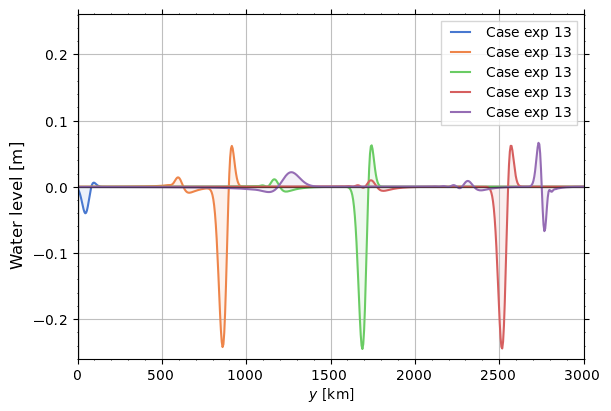 Case exp 13
Case exp 13
Case exp 13
Case exp 13
Case exp 13
Water level [m]
0.2
0.1
0.0
−0.1
−0.2
0 500 1000 1500 2000 2500 3000
y [km]